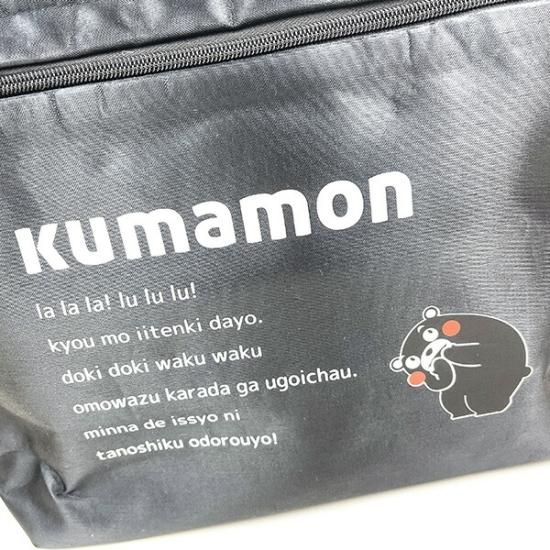 Kumamon
la la la! lu lu lu!
kyou mo iitenki dayo.
doki doki waku waku
omowazu karada ga ugoichau.
minna de issyo ni
tanoshiku odorouyo!